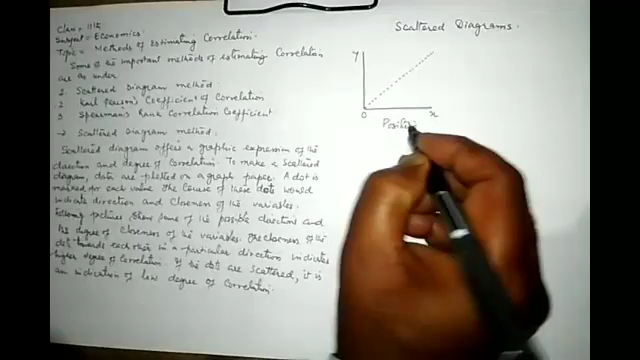 Class = 11th
Subject = Economics.
Topic = Methods of Estimating Correlation.
Some of the important methods of estimating Correlation
are as under.
1. Scattered Diagram method.
2 Karl Pearson's Coefficient of Correlation
3 Spearman's Rank Correlation Coefficient
→ Scattered Diagram method.
Scattered diagram offers a graphic expression of the
direction and degree of Correlation. To make a Scattered
diagram, data are plotted on a graph paper. A dot is
marked for each value. The Course of these dots would
indicate direction and Closeness of the variables.
following pictures show some of the possible directions and
the degree of Closeness of the variables. The Closeness of the
dots towards each other in a particular direction indicates
higher degree of Correlation. If the dots are Scattered, it is
an indication of low degree of Correlation.
Scattered Diagrams.
Y
0 x
Positi